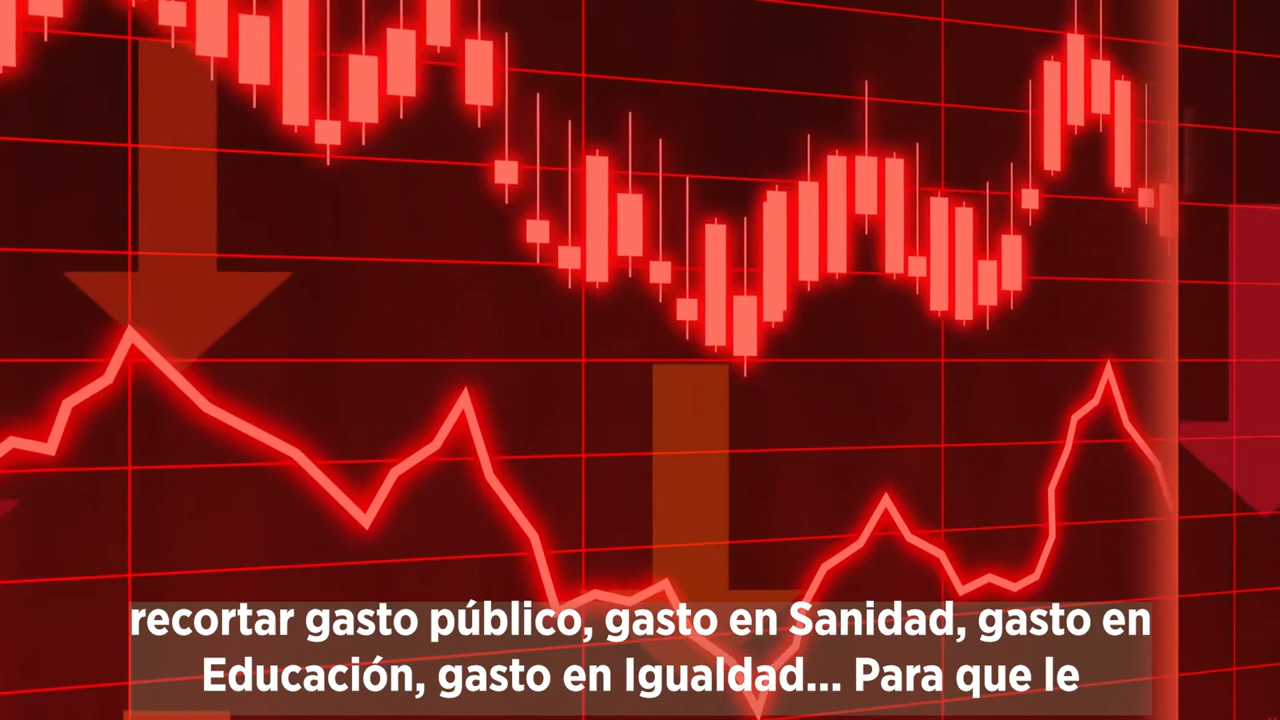 recortar gasto público, gasto en Sanidad, gasto en
Educación, gasto en Igualdad... Para que le